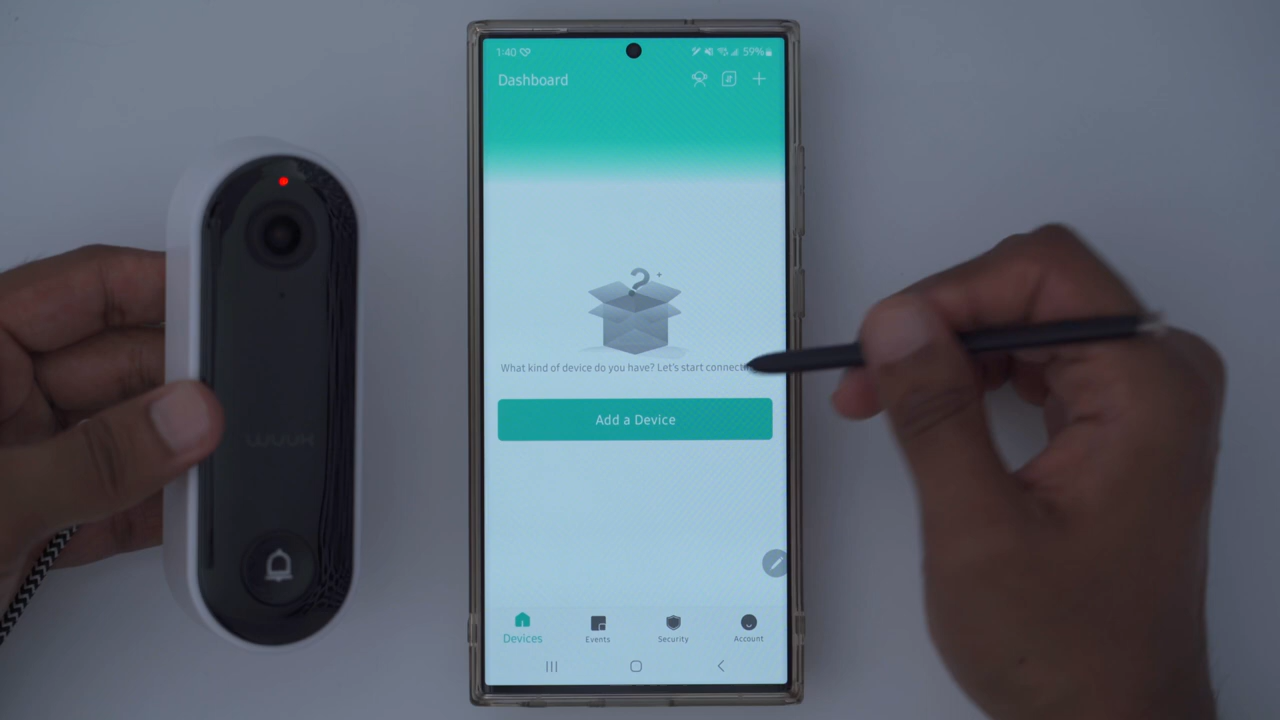 1:40
59%
Dashboard
?
What kind of device do you have? Let's start
Add a Device
Devices
Events
Security
Account
wuuk